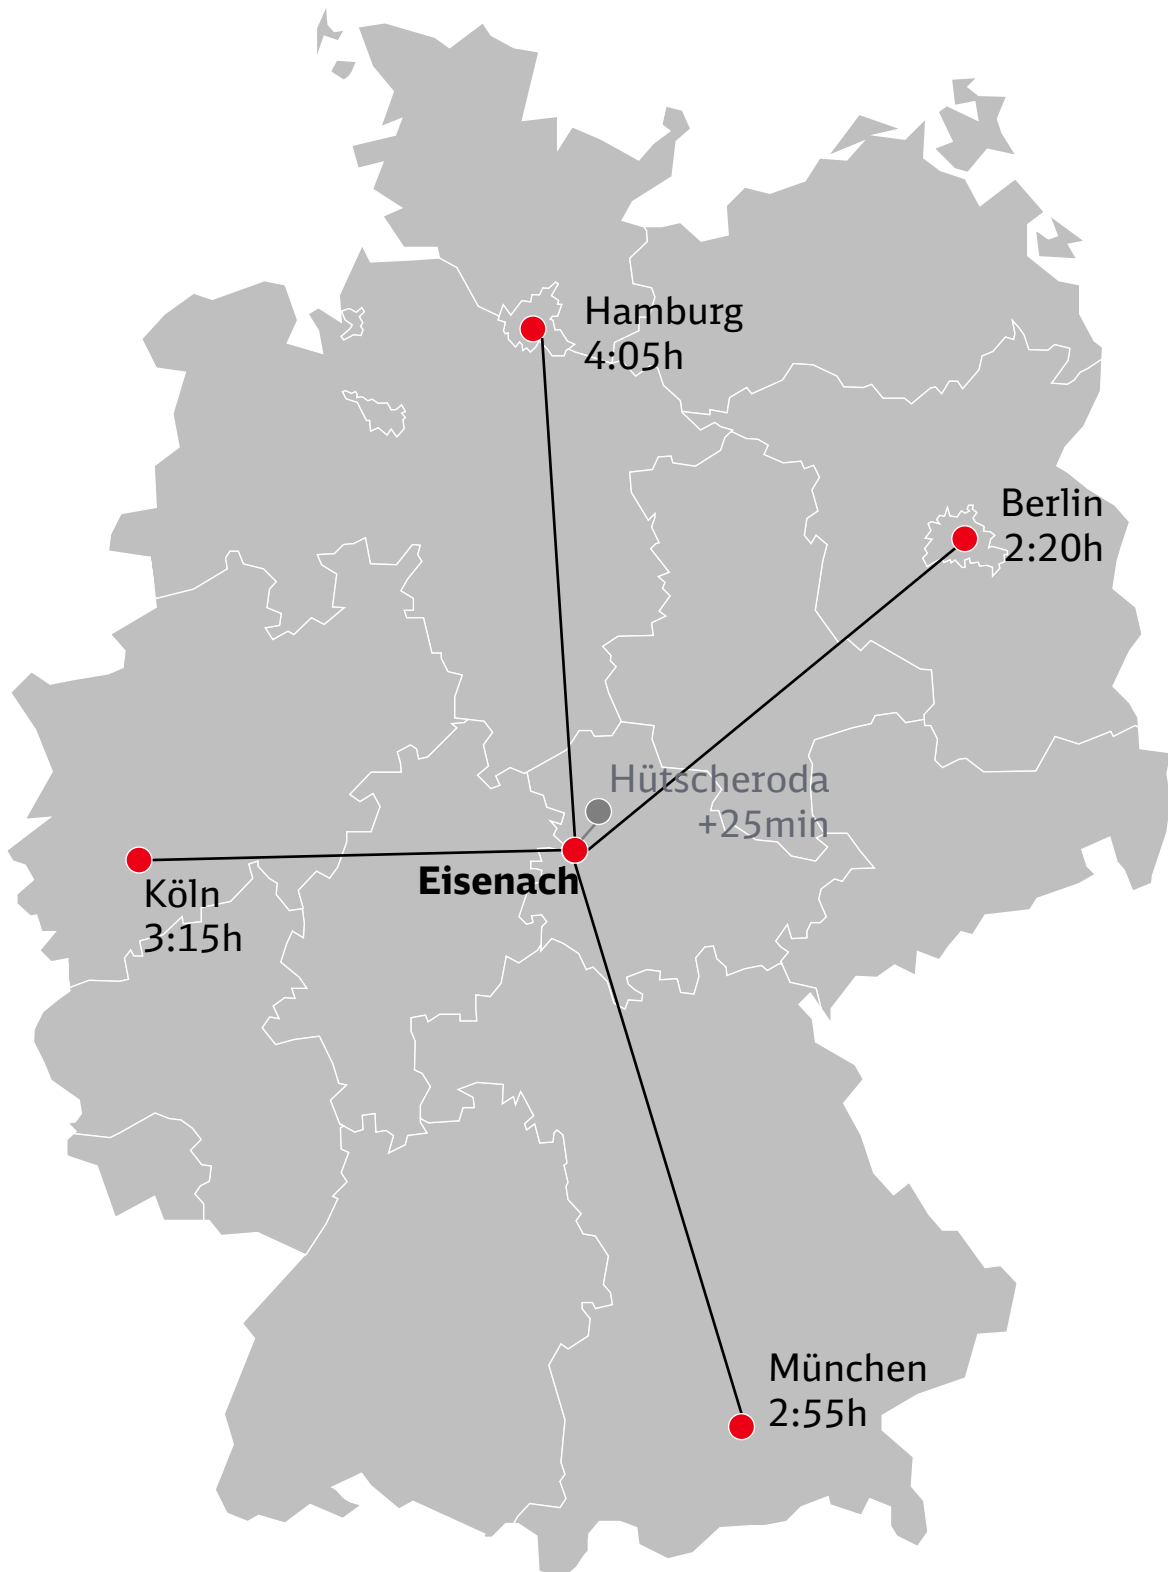 Hamburg
4:05h
Berlin
2:20h
Hütscheroda
+25min
Eisenach
Köln
3:15h
München
2:55h